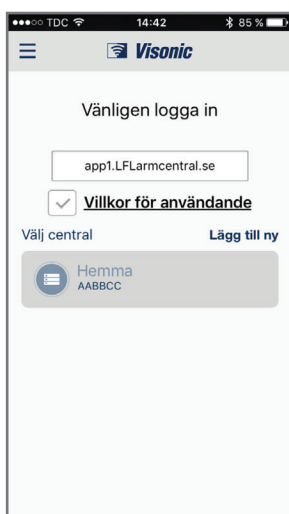 TDC 14:42 85 %
Visonic
Vänligen logga in
app1.LFLarmcentral.se
Villkor för användande
Välj central Lägg till ny
Hemma
AABBCC